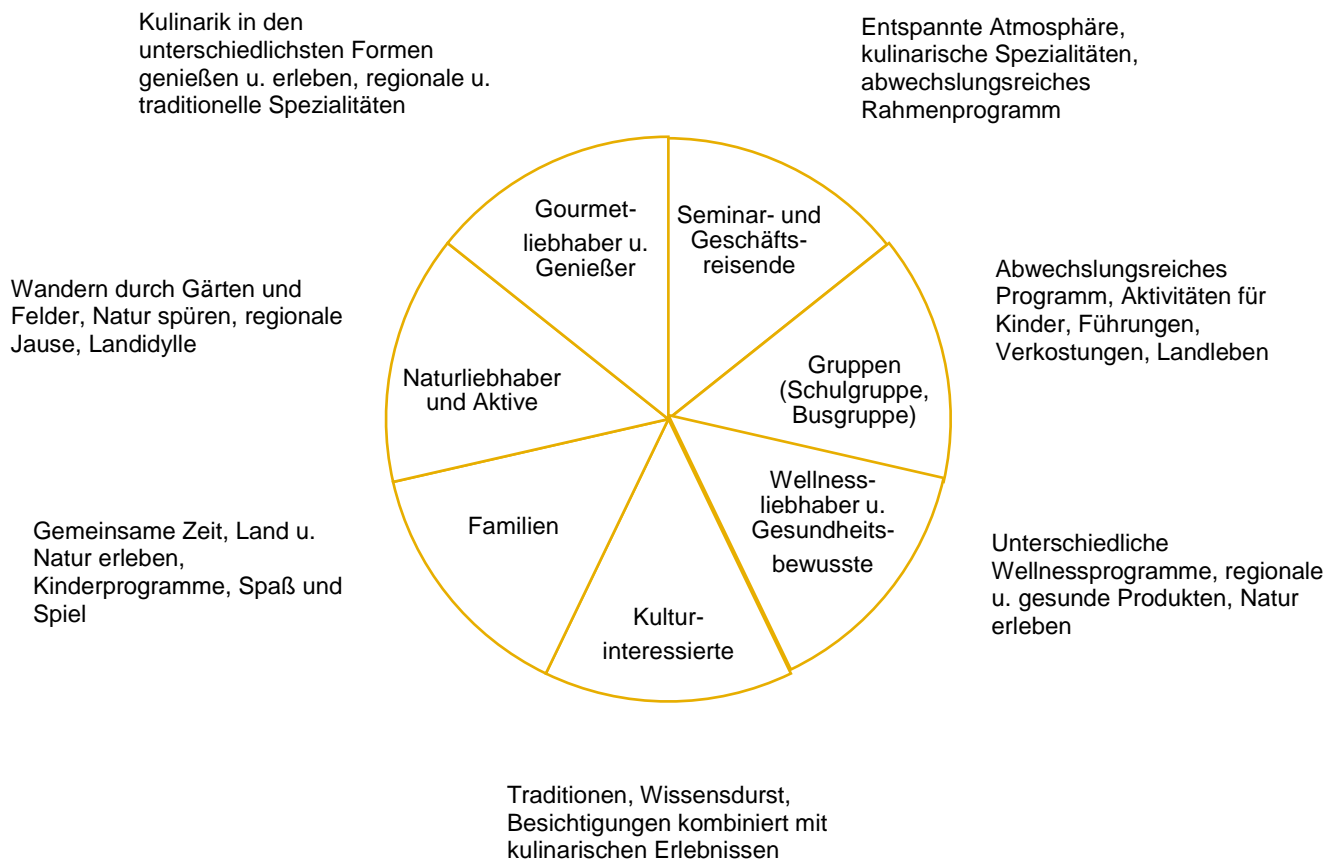 Kulinarik in den
unterschiedlichsten Formen
genießen u. erleben, regionale u.
traditionelle Spezialitäten
Entspannte Atmosphäre,
kulinarische Spezialitäten,
abwechslungsreiches
Rahmenprogramm
Gourmet-
liebhaber u.
Genießer
Seminar- und
Geschäfts-
reisende
Wandern durch Gärten und
Felder, Natur spüren, regionale
Jause, Landidylle
Abwechslungsreiches
Programm, Aktivitäten für
Kinder, Führungen,
Verkostungen, Landleben
Naturliebhaber
und Aktive
Gruppen
(Schulgruppe,
Busgruppe)
Gemeinsame Zeit, Land u.
Natur erleben,
Kinderprogramme, Spaß und
Spiel
Familien
Wellness-
liebhaber u.
Gesundheits-
bewusste
Unterschiedliche
Wellnessprogramme, regionale
u. gesunde Produkten, Natur
erleben
Kultur-
interessierte
Traditionen, Wissensdurst,
Besichtigungen kombiniert mit
kulinarischen Erlebnissen